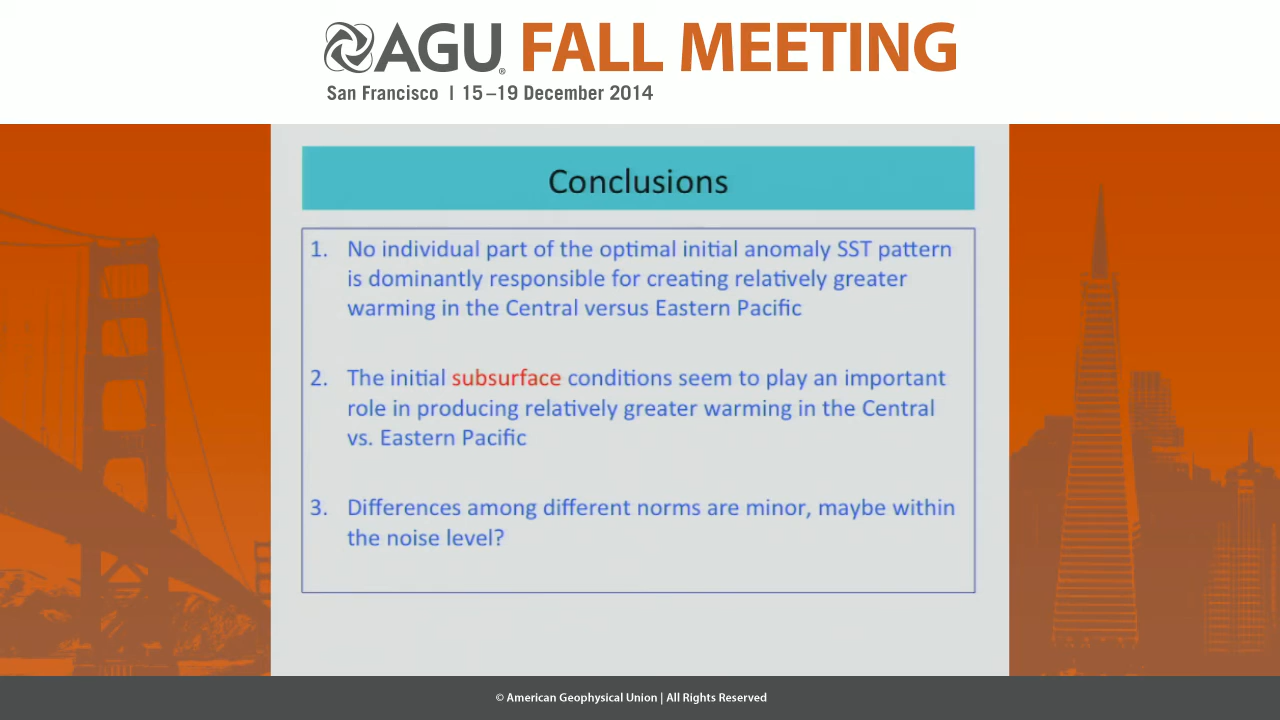 AGU® FALL MEETING
San Francisco | 15–19 December 2014
Conclusions
1. No individual part of the optimal initial anomaly SST pattern
is dominantly responsible for creating relatively greater
warming in the Central versus Eastern Pacific
2. The initial subsurface conditions seem to play an important
role in producing relatively greater warming in the Central
vs. Eastern Pacific
3. Differences among different norms are minor, maybe within
the noise level?
© American Geophysical Union | All Rights Reserved